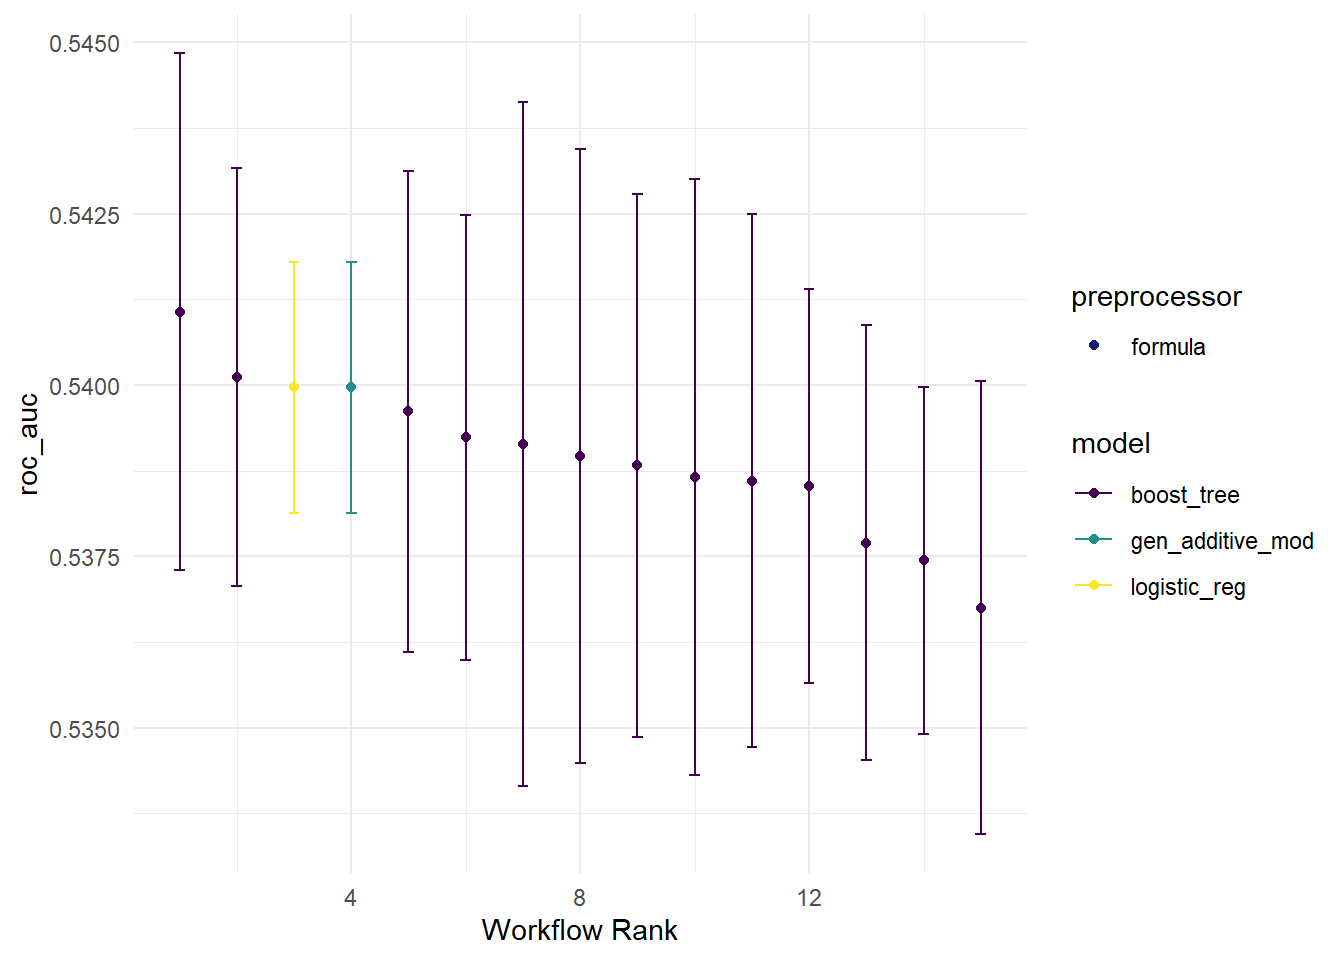 0.5450
0.5425
0.5400
0.5375
0.5350
roc_auc
4
8
12
Workflow Rank
preprocessor
formula
model
boost_tree
gen_additive_mod
logistic_reg